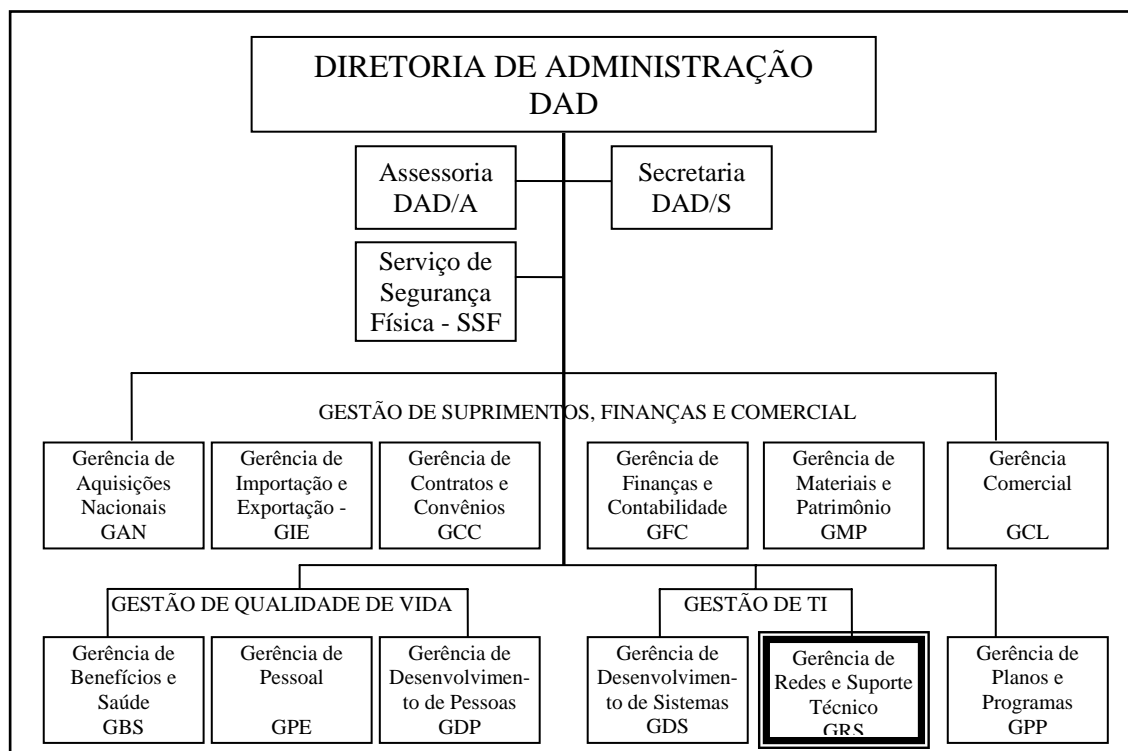 DIRETORIA DE ADMINISTRAÇÃO
DAD
Assessoria
DAD/A
Secretaria
DAD/S
Serviço de
Segurança
Física - SSF
GESTÃO DE SUPRIMENTOS, FINANÇAS E COMERCIAL
Gerência de
Aquisições
Nacionais
GAN
Gerência de
Importação e
Exportação -
GIE
Gerência de
Contratos e
Convênios
GCC
Gerência de
Finanças e
Contabilidade
GFC
Gerência de
Materiais e
Patrimônio
GMP
Gerência
Comercial
GCL
GESTÃO DE QUALIDADE DE VIDA
GESTÃO DE TI
Gerência de
Benefícios e
Saúde
GBS
Gerência de
Pessoal
GPE
Gerência de
Desenvolvimen-
to de Pessoas
GDP
Gerência de
Desenvolvimen-
to de Sistemas
GDS
Gerência de
Redes e Suporte
Técnico
GRS
Gerência de
Planos e
Programas
GPP